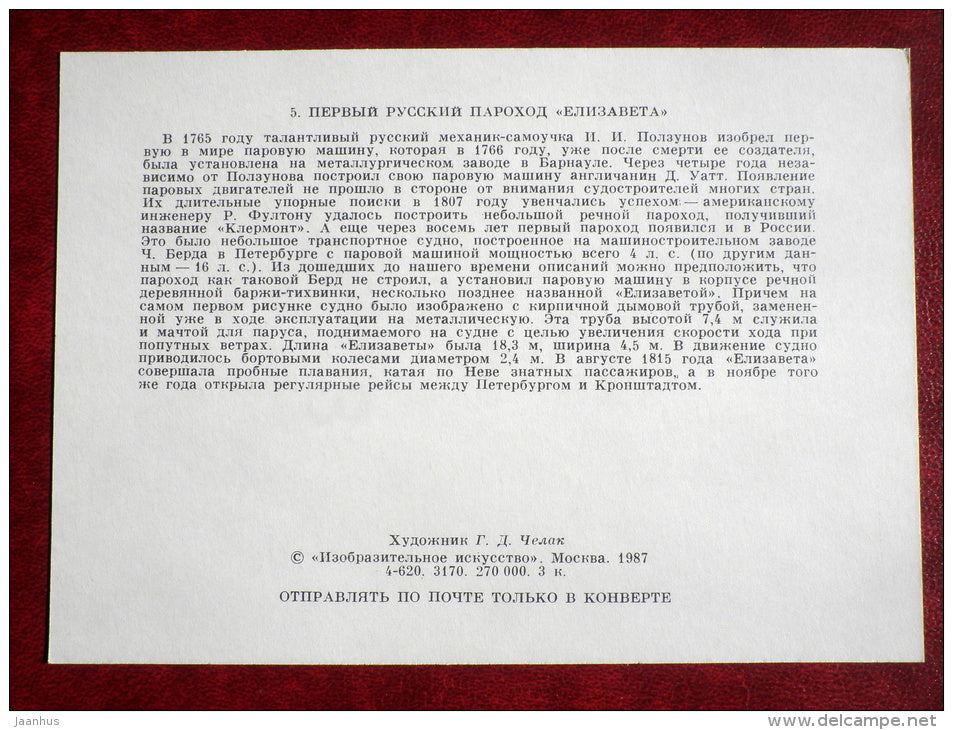 5. ПЕРВЫЙ РУССКИЙ ПАРОХОД «ЕЛИЗАВЕТА»
В 1765 году талантливый русский механик-самоучка И. И. Ползунов изобрел пер-
вую в мире паровую машину, которая в 1766 году, уже после смерти ее создателя,
была установлена на металлургическом заводе в Барнауле. Через четыре года неза-
висимо от Ползунова построил свою паровую машину англичанин Д. Уатт. Появление
паровых двигателей не прошло в стороне от внимания судостроителей многих стран.
Их длительные упорные поиски в 1807 году увенчались успехом: — американскому
инженеру Р. Фултону удалось построить небольшой речной пароход, получивший
название «Клермонт». А еще через восемь лет первый пароход появился и в России.
Это было небольшое транспортное судно, построенное на машиностроительном заводе
Ч. Берда в Петербурге с паровой машиной мощностью всего 4 л. с. (по другим дан-
ным — 16 л. с.). Из дошедших до нашего времени описаний можно предположить, что
пароход как таковой Берд не строил, а установил паровую машину в корпусе речной
деревянной баржи-тихвинки, несколько позднее названной «Елизаветой». Причем на
самом первом рисунке судно было изображено с кирпичной дымовой трубой, заменен-
ной уже в ходе эксплуатации на металлическую. Эта труба высотой 7,4 м служила
и мачтой для паруса, поднимаемого на судне с целью увеличения скорости хода при
попутных ветрах. Длина «Елизаветы» была 18,3 м, ширина 4,5 м. В движение судно
приводилось бортовыми колесами диаметром 2,4 м. В августе 1815 года «Елизавета»
совершала пробные плавания, катая по Неве знатных пассажиров,, а в ноябре того
же года открыла регулярные рейсы между Петербургом и Кронштадтом.
Художник Г. Д. Челак
© «Изобразительное искусство». Москва. 1987
4-620. 3170. 270 000. 3 к.
ОТПРАВЛЯТЬ ПО ПОЧТЕ ТОЛЬКО В КОНВЕРТЕ
jaanhus
www.delcampe.net